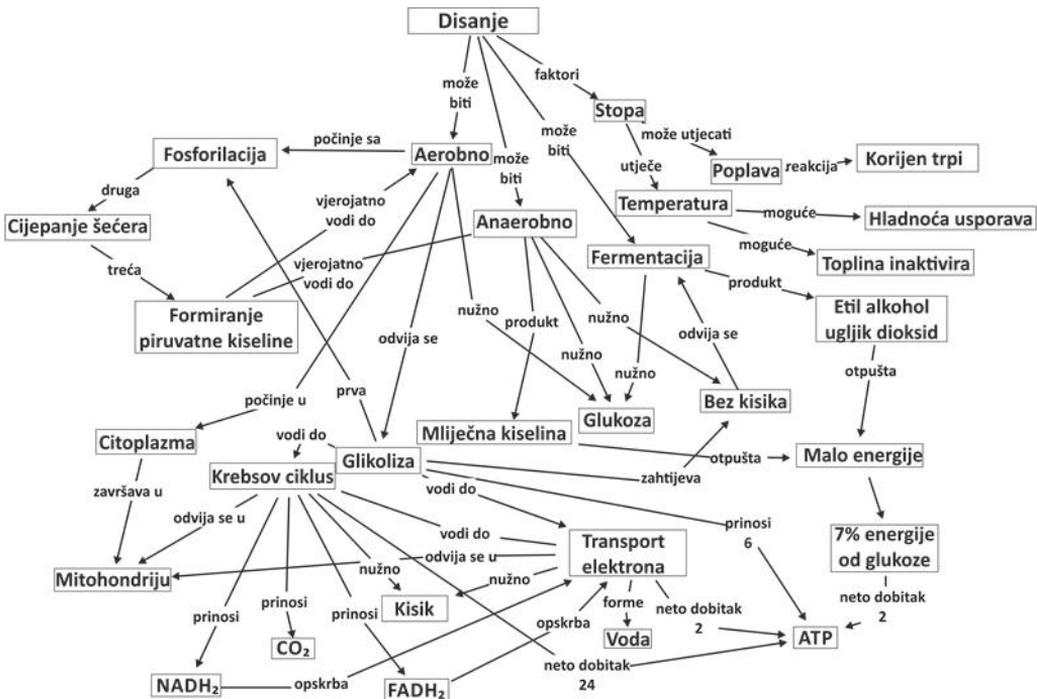 Disanje
faktori
može
biti
Stopa
može
biti
može utjecati
počinje sa
Fosforilacija
Aerobno
može
biti
utječe
Poplava
reakcija
Korijen trpi
druga
vjerojatno
vodi do
Temperatura
moguće
Hladnoća usporava
Cijepanje šećera
Anaerobno
moguće
Fermentacija
Toplina inaktivira
treća
vjerojatno
vodi do
produkt
Formiranje
piruvatne kiseline
nužno
produkt
nužno
odvija se
Etil alkohol
ugljik dioksid
odvija se
nužno
nužno
otpušta
počinje u
prva
Bez kisika
Glukoza
Citoplazma
vodi do
Mliječna kiselina
Glikoliza
otpušta
Malo energije
Krebsov ciklus
zahtijeva
završava u
vodi do
odvija se u
prinosi
6
7% energije
od glukoze
vodi do
Transport
elektrona
odvija se u
Mitohondriju
nužno
nužno
neto dobitak
2
prinosi
prinosi
prinosi
Kisik
forme
neto dobitak
2
opskrba
Voda
ATP
CO₂
neto dobitak
24
NADH₂
opskrba
FADH₂